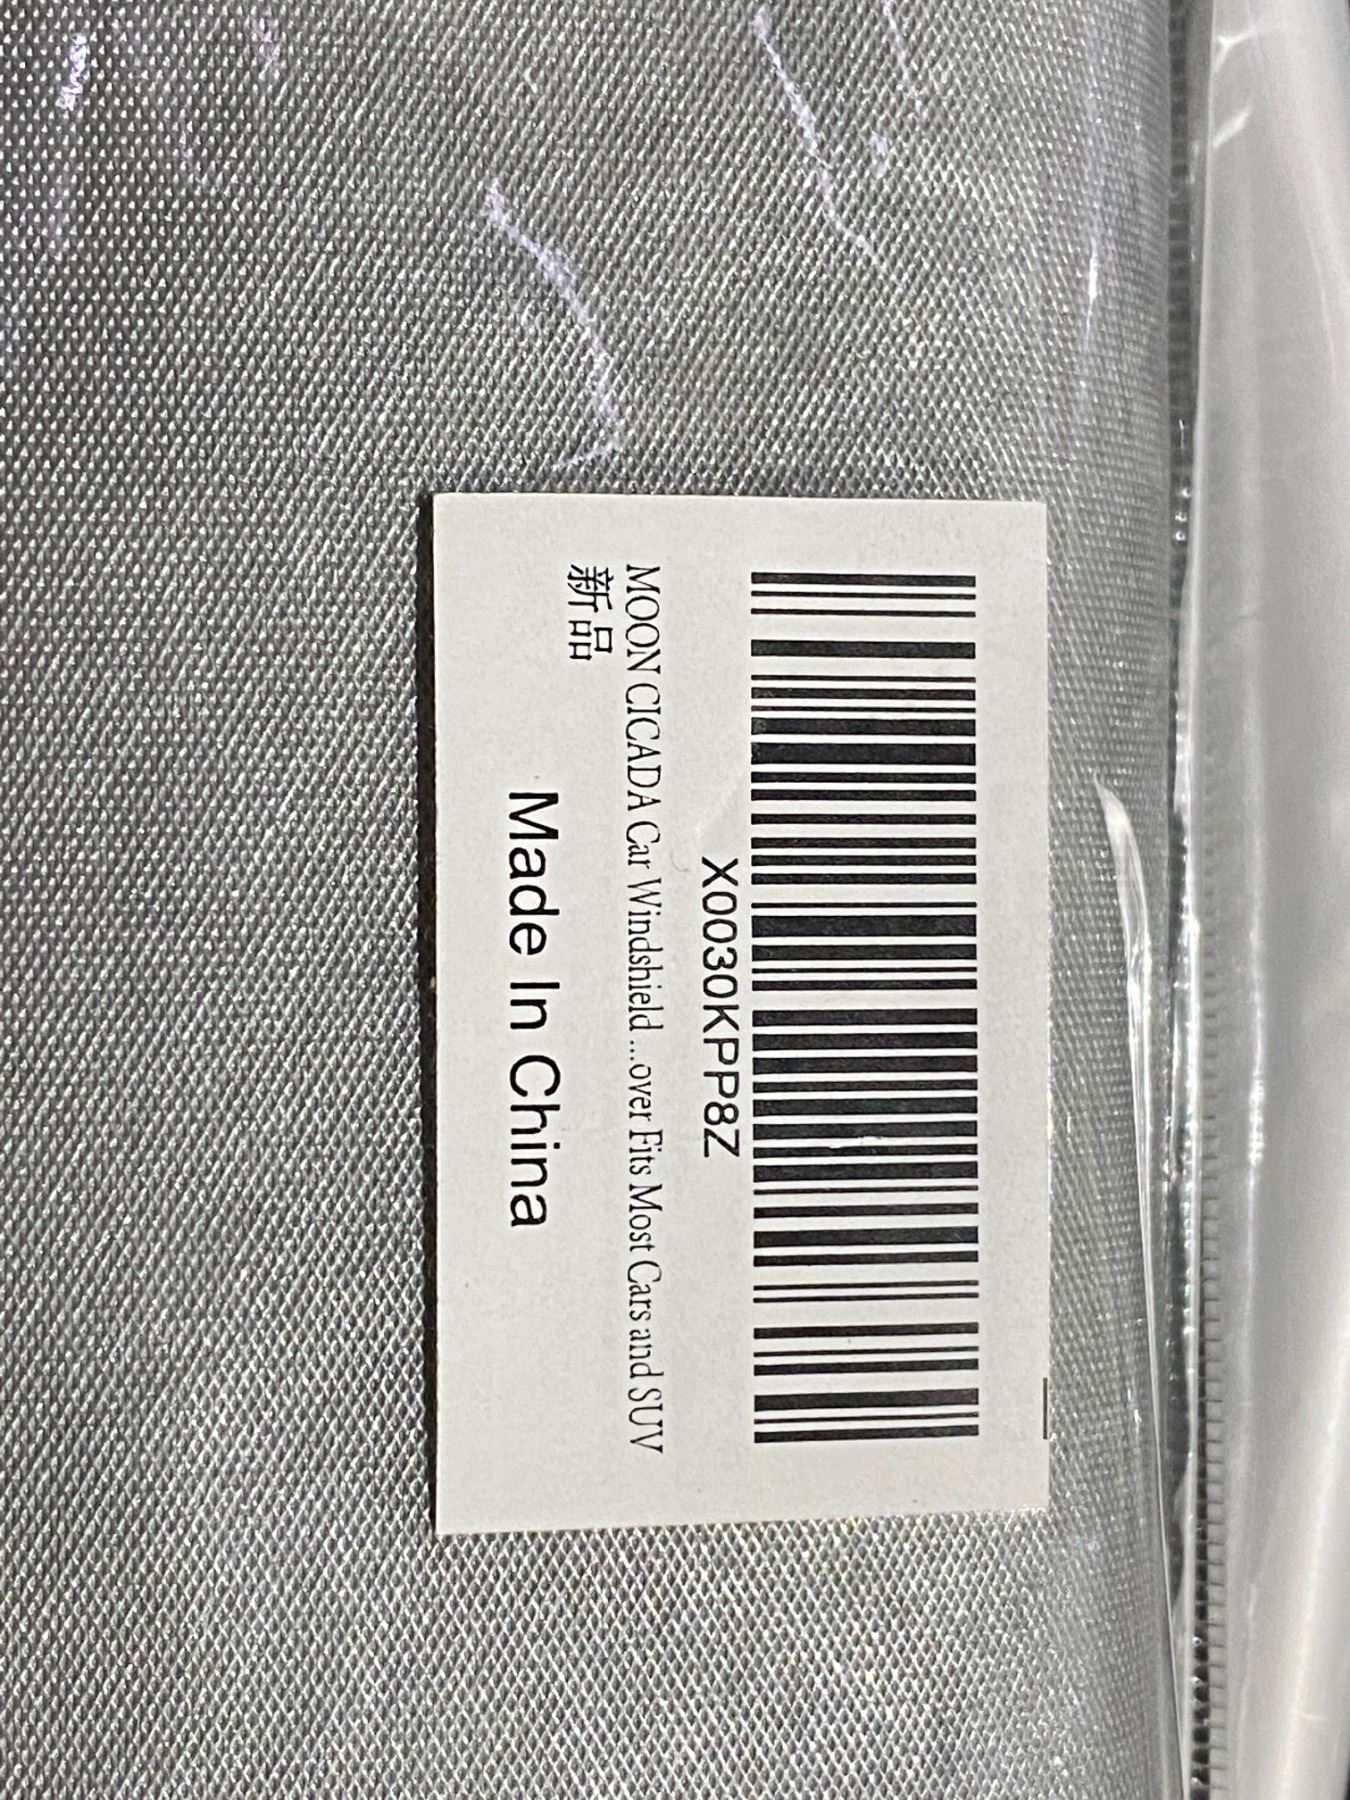 X0030KPP8Z
MOON CICADA Car Windshield ...over Fits Most Cars and SUV
新品
Made In China